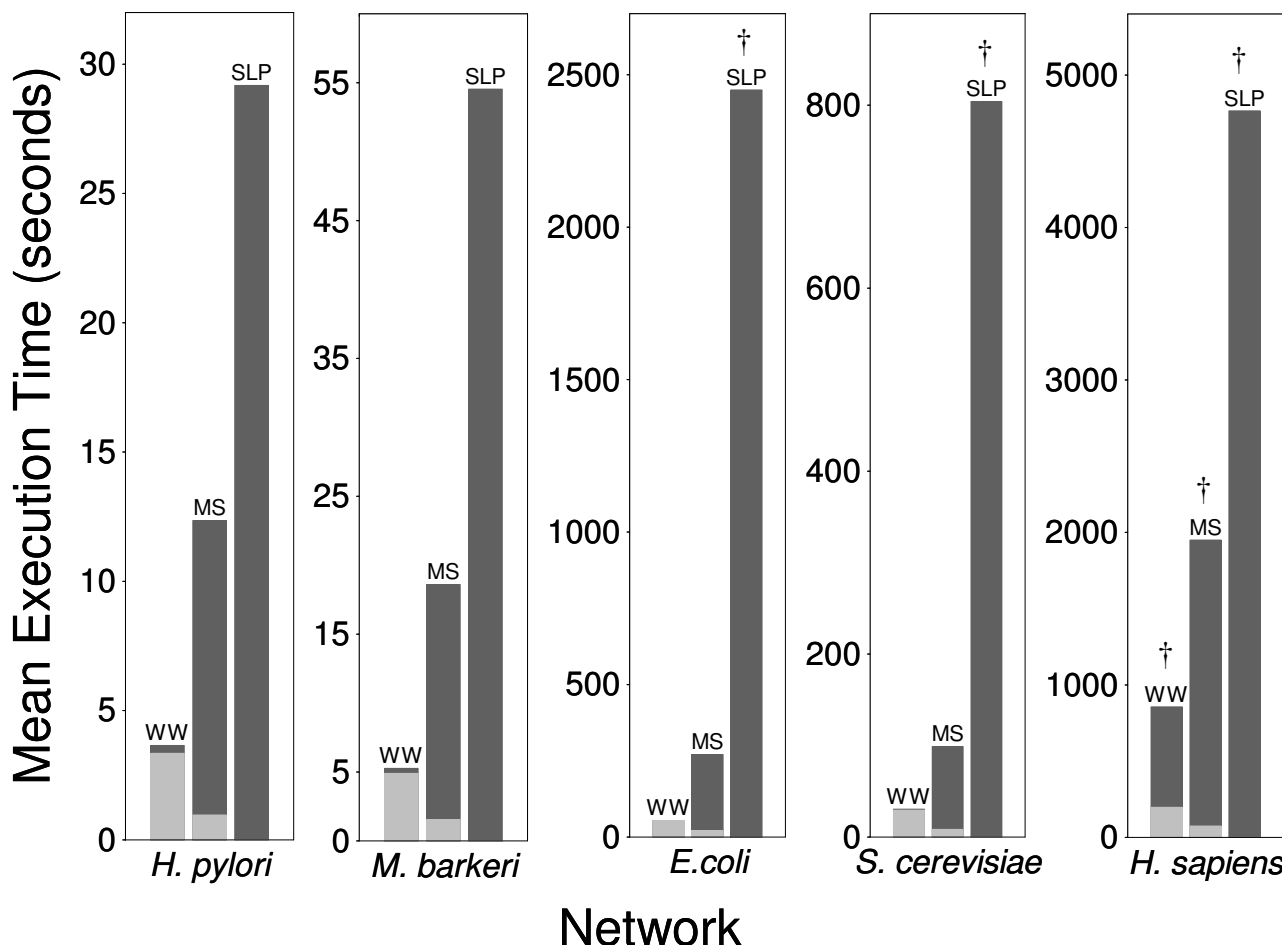 Mean Execution Time (seconds)
30
25
20
15
10
5
0
WW
MS
SLP
H. pylori
55
45
35
25
15
5
0
WW
MS
SLP
M. barkeri
2500
2000
1500
1000
500
0
WW
MS
†
SLP
E.coli
800
600
400
200
0
WW
MS
†
SLP
S. cerevisiae
5000
4000
3000
2000
1000
0
†
WW
†
MS
†
SLP
H. sapiens
Network